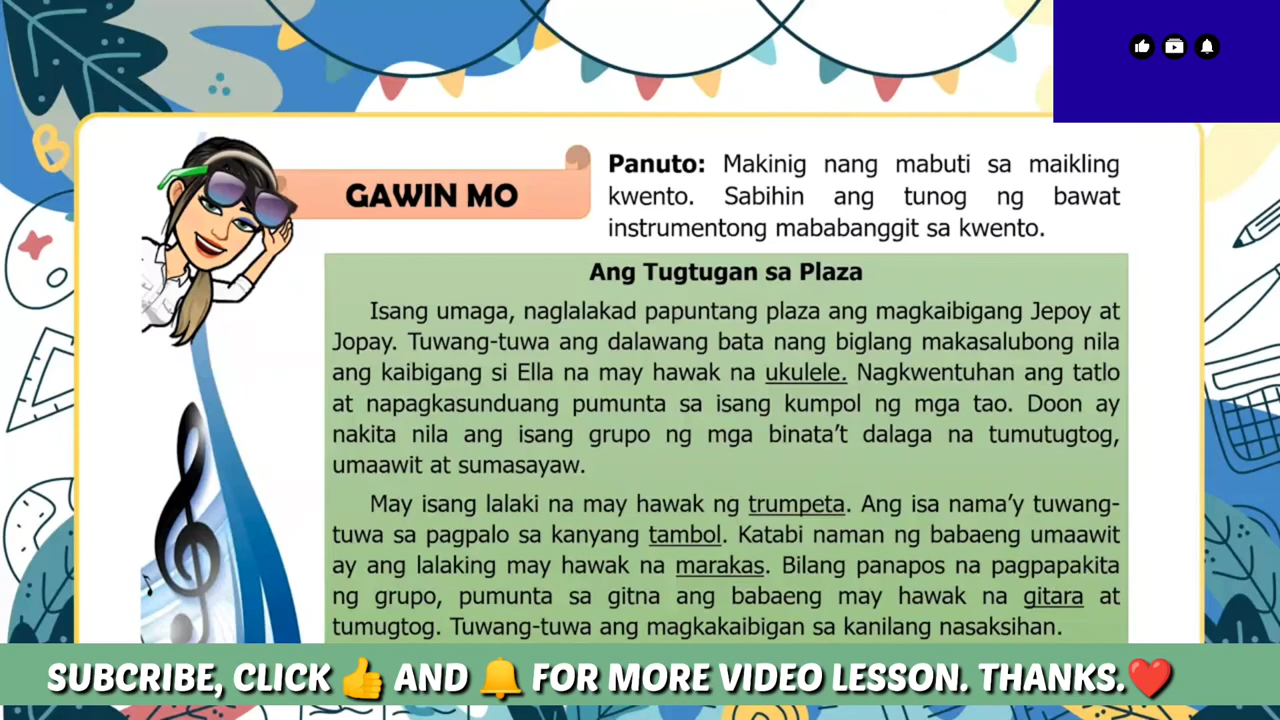 GAWIN MO
Panuto: Makinig nang mabuti sa maikling
kwento. Sabihin ang tunog ng bawat
instrumentong mababanggit sa kwento.
Ang Tugtugan sa Plaza
Isang umaga, naglalakad papuntang plaza ang magkaibigang Jepoy at
Jopay. Tuwang-tuwa ang dalawang bata nang biglang makasalubong nila
ang kaibigang si Ella na may hawak na ukulele. Nagkwentuhan ang tatlo
at napagkasunduang pumunta sa isang kumpol ng mga tao. Doon ay
nakita nila ang isang grupo ng mga binata’t dalaga na tumutugtog,
umaawit at sumasayaw.
May isang lalaki na may hawak ng trumpeta. Ang isa nama’y tuwang-
tuwa sa pagpalo sa kanyang tambol. Katabi naman ng babaeng umaawit
ay ang lalaking may hawak na marakas. Bilang panapos na pagpapakita
ng grupo, pumunta sa gitna ang babaeng may hawak na gitara at
tumugtog. Tuwang-tuwa ang magkakaibigan sa kanilang nasaksihan.
SUBCRIBE, CLICK 👍 AND 🔔 FOR MORE VIDEO LESSON. THANKS.❤️
B